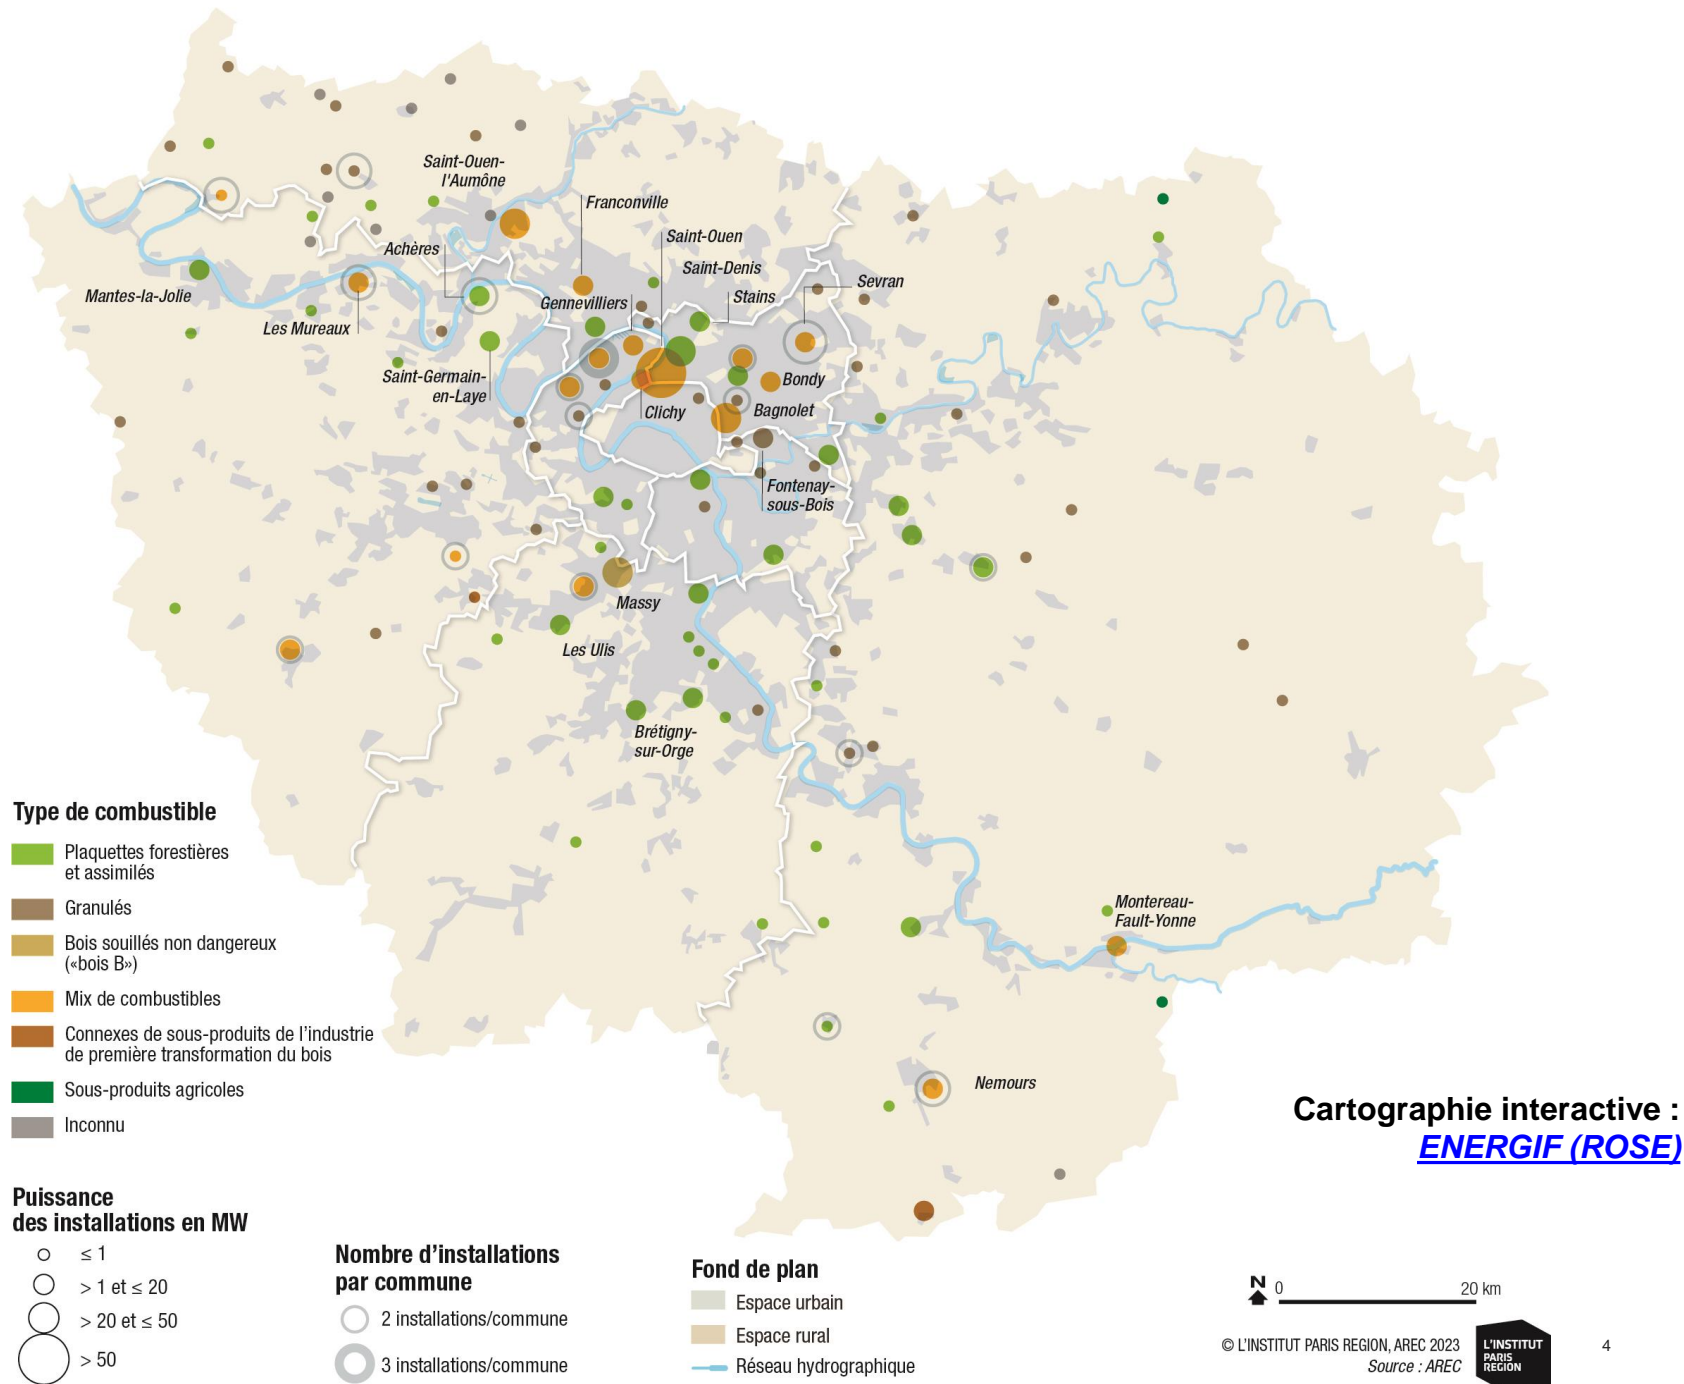 Saint-Ouen-
l'Aumône
Franconville
Saint-Ouen
Achères
Saint-Denis
Sevran
Mantes-la-Jolie
Gennevilliers
Stains
Les Mureaux
Saint-Germain-
en-Laye
Bondy
Clichy
Bagnolet
Fontenay-
sous-Bois
Massy
Les Ulis
Brétigny-
sur-Orge
Montereau-
Fault-Yonne
Nemours
Type de combustible
Plaquettes forestières
et assimilés
Granulés
Bois souillés non dangereux
(«bois B»)
Mix de combustibles
Connexes de sous-produits de l'industrie
de première transformation du bois
Sous-produits agricoles
Inconnu
Cartographie interactive :
ENERGIF (ROSE)
Puissance
des installations en MW
≤ 1
> 1 et ≤ 20
> 20 et ≤ 50
> 50
Nombre d'installations
par commune
2 installations/commune
3 installations/commune
Fond de plan
Espace urbain
Espace rural
Réseau hydrographique
N 0 20 km
© L'INSTITUT PARIS REGION, AREC 2023
Source : AREC
L'INSTITUT
PARIS
REGION
4